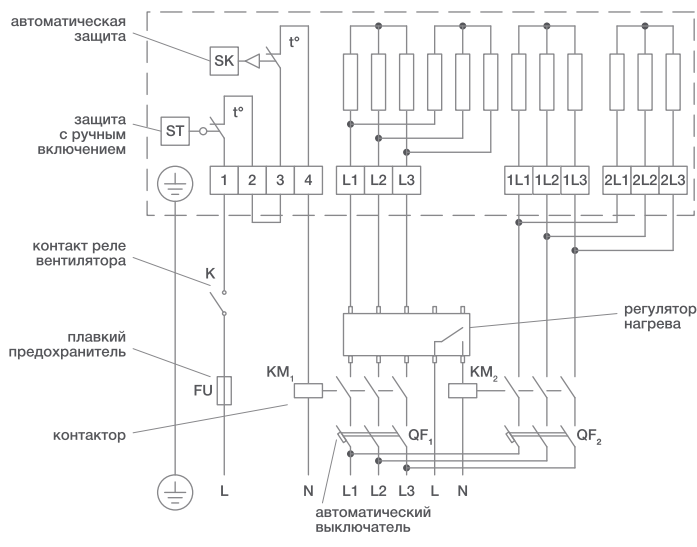 автоматическая
защита
SK
t°
защита
с ручным
включением
ST
t°
1 2 3 4 L1 L2 L3 1L1 1L2 1L3 2L1 2L2 2L3
контакт реле
вентилятора
K
регулятор
нагрева
плавкий
предохранитель
FU
KM1
KM2
контактор
QF1
QF2
L N L1 L2 L3 L N
автоматический
выключатель